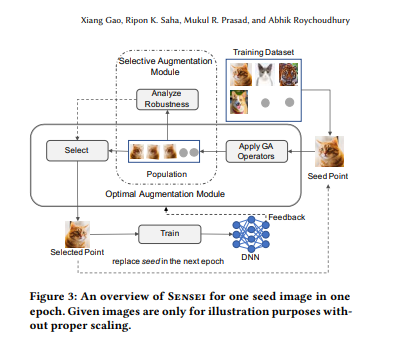 Xiang Gao, Ripon K. Saha, Mukul R. Prasad, and Abhik Roychoudhury
Training Dataset
Selective Augmentation
Module
Analyze
Robustness
Select
Population
Apply GA
Operators
Seed Point
Optimal Augmentation Module
Feedback
Train
Selected Point
DNN
replace seed in the next epoch
Figure 3: An overview of SENSEI for one seed image in one
epoch. Given images are only for illustration purposes with-
out proper scaling.